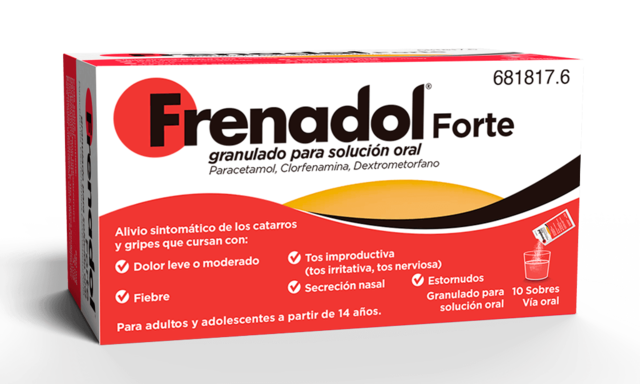 681817.6
Frenadol® Forte
granulado para solución oral
Paracetamol, Clorfenamina, Dextrometorfano
Alivio sintomático de los catarros
y gripes que cursan con:
Dolor leve o moderado
Fiebre
Tos improductiva
(tos irritativa, tos nerviosa)
Secreción nasal
Estornudos
Granulado para
solución oral
10 Sobres
Vía oral
Para adultos y adolescentes a partir de 14 años.
Frenadol